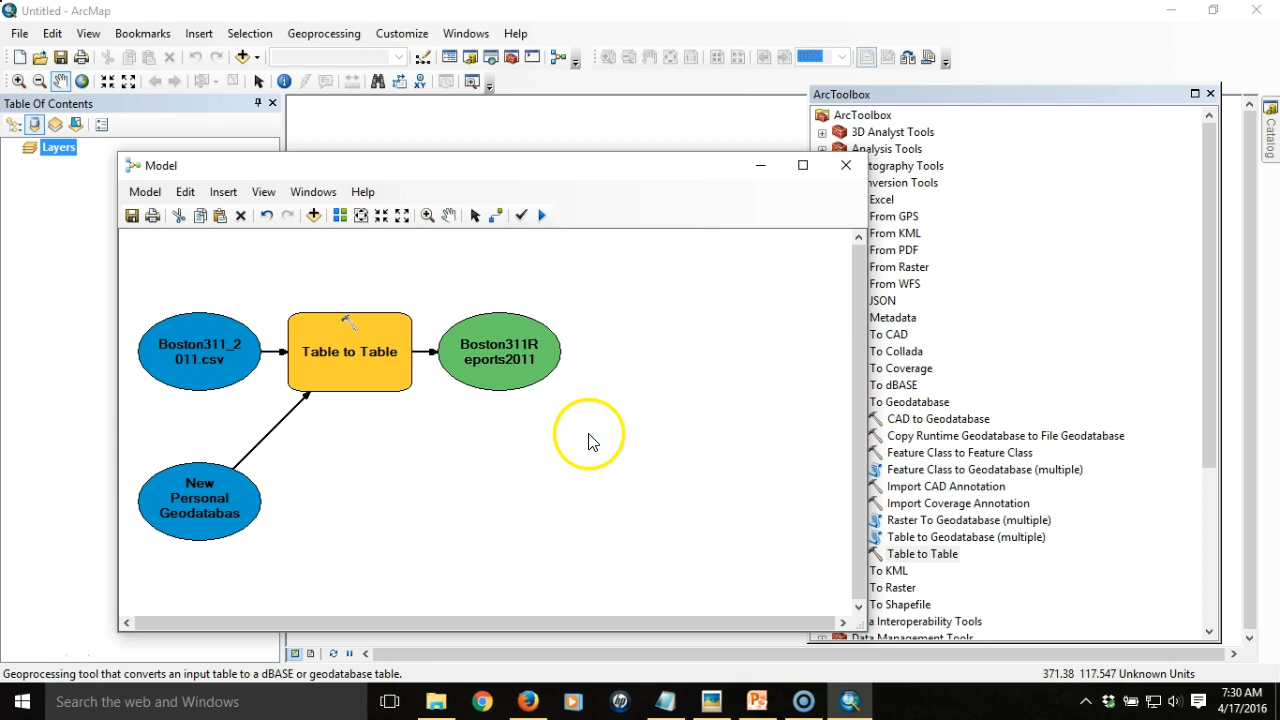 Untitled - ArcMap
File Edit View Bookmarks Insert Selection Geoprocessing Customize Windows Help
100%
Table Of Contents
Layers
Model
Model Edit Insert View Windows Help
Boston311_2
011.csv
Table to Table
Boston311R
eports2011
New
Personal
Geodatabas
ArcToolbox
ArcToolbox
3D Analyst Tools
Analysis Tools
tography Tools
nversion Tools
Excel
From GPS
From KML
From PDF
From Raster
From WFS
JSON
Metadata
To CAD
To Collada
To Coverage
To dBASE
To Geodatabase
CAD to Geodatabase
Copy Runtime Geodatabase to File Geodatabase
Feature Class to Feature Class
Feature Class to Geodatabase (multiple)
Import CAD Annotation
Import Coverage Annotation
Raster To Geodatabase (multiple)
Table to Geodatabase (multiple)
Table to Table
To KML
To Raster
To Shapefile
a Interoperability Tools
Data Management Tools
Catalog
Geoprocessing tool that converts an input table to a dBASE or geodatabase table.
371.38 117.547 Unknown Units
Search the web and Windows
7:30 AM
4/17/2016